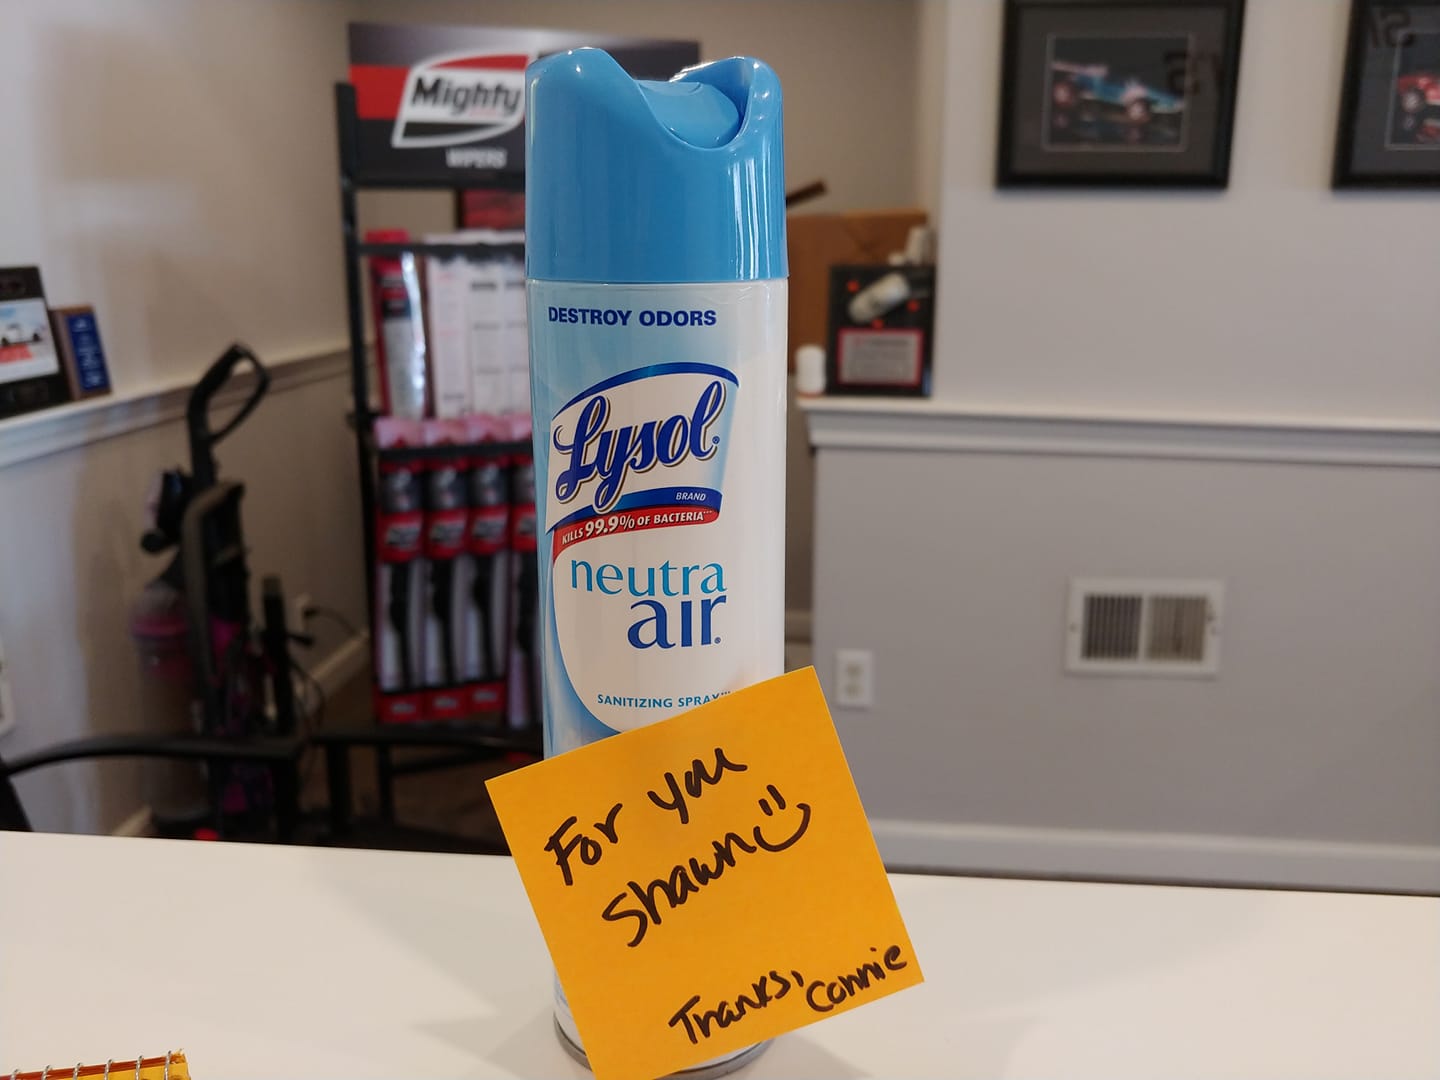 Mighty
WIPERS
DESTROY ODORS
Lysol
BRAND
KILLS 99.9% OF BACTERIA
neutra
air
SANITIZING SPRAY
For you
Shawn
Thanks,
Connie